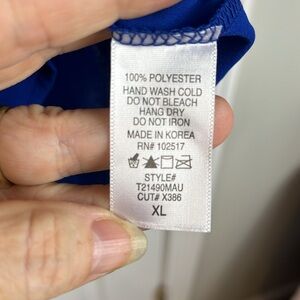 100% POLYESTER
HAND WASH COLD
DO NOT BLEACH
HANG DRY
DO NOT IRON
MADE IN KOREA
RN# 102517
STYLE#
T21490MAU
CUT# X386
XL